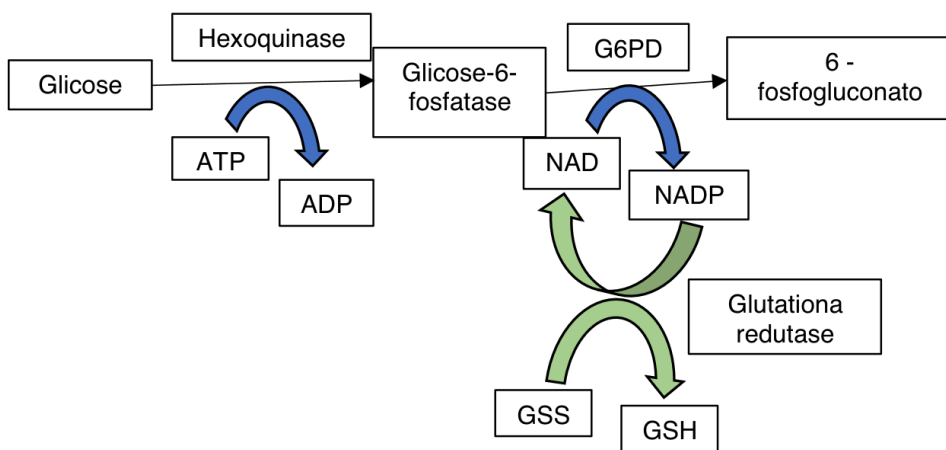 Hexoquinase
G6PD
Glicose
Glicose-6-
fosfatase
6 -
fosfogluconato
ATP
ADP
NAD
NADP
Glutationa
redutase
GSS
GSH